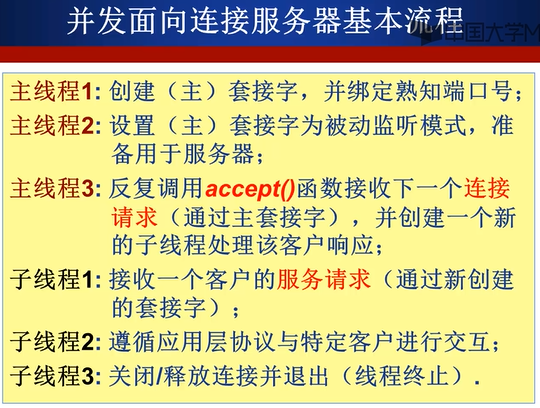 并发面向连接服务器基本流程
中国大学M
主线程1: 创建（主）套接字，并绑定熟知端口号；
主线程2: 设置（主）套接字为被动监听模式，准
备用于服务器；
主线程3: 反复调用accept()函数接收下一个连接
请求（通过主套接字），并创建一个新
的子线程处理该客户响应；
子线程1: 接收一个客户的服务请求（通过新创建
的套接字）；
子线程2: 遵循应用层协议与特定客户进行交互；
子线程3: 关闭/释放连接并退出（线程终止）.